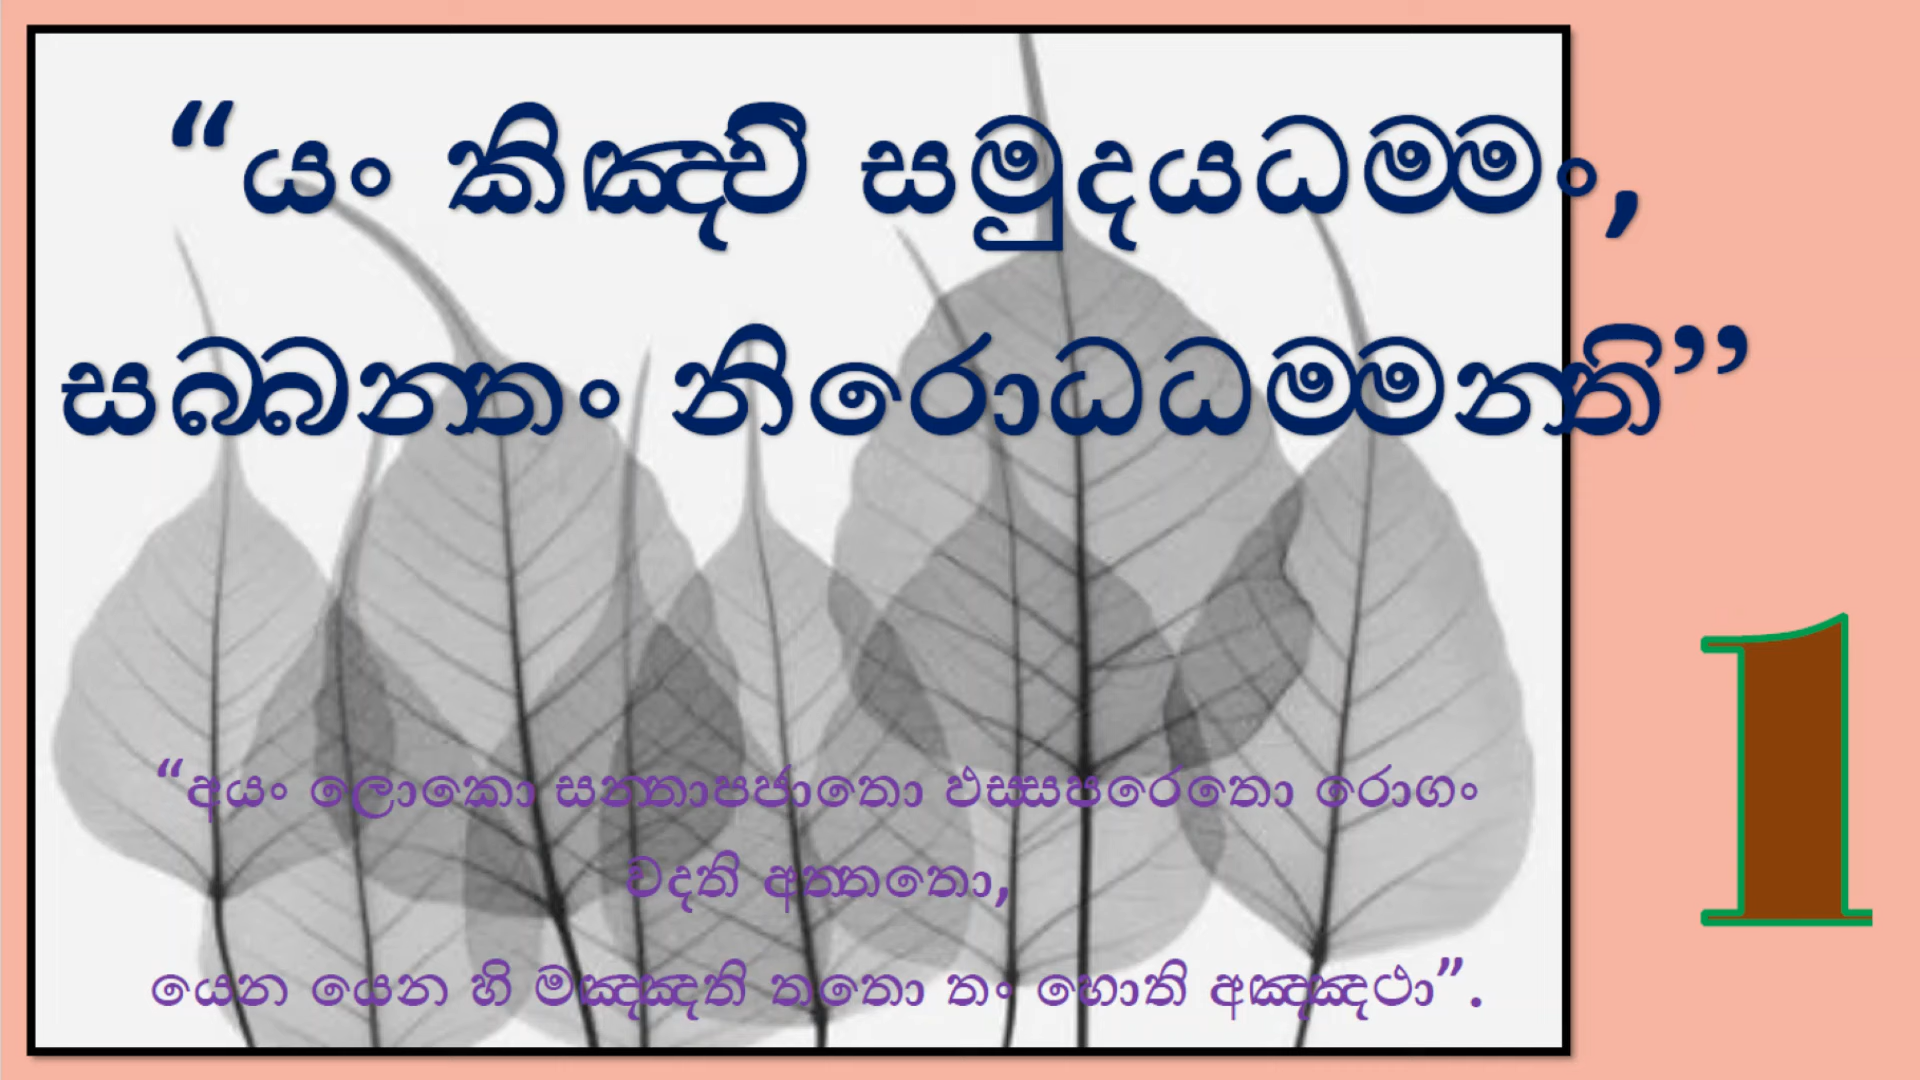 “යං කිඤ්චි සමුදයධම්මං,
සබ්බන්තං නිරොධධම්මන්ති”
“අයං ලොකො සන්තාපජාතො ඵස්සපරෙතො රොගං
වදති අත්තතො,
යෙන යෙන හි මඤ්ඤති තතො තං හොති අඤ්ඤථා”.
1